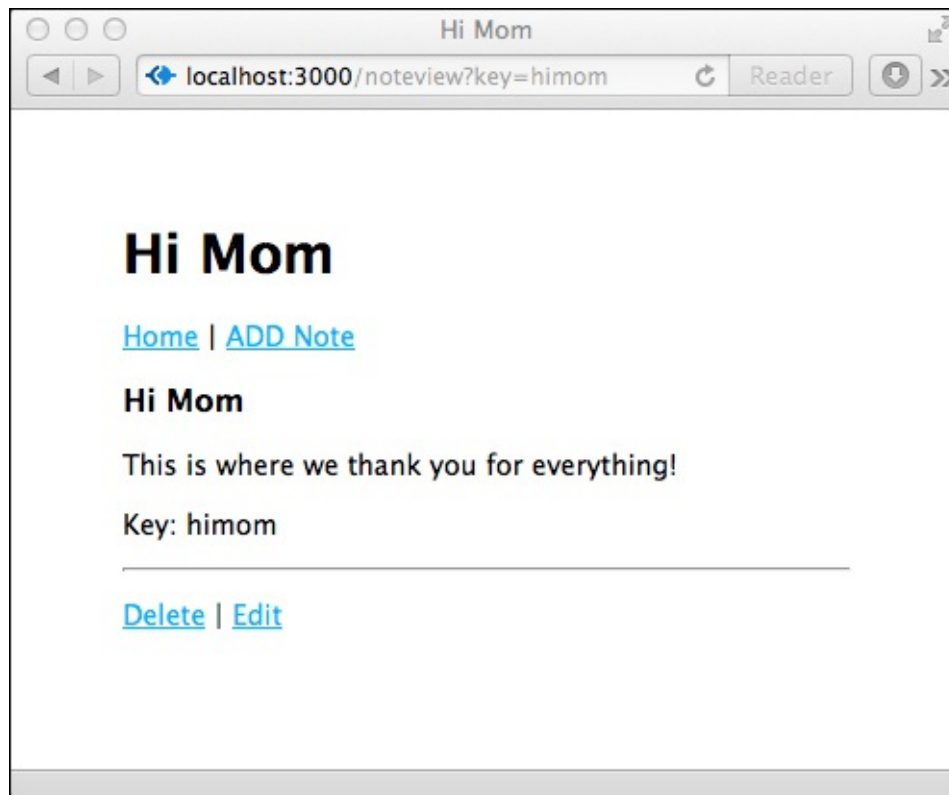 Hi Mom
localhost:3000/noteview?key=himom Reader
Hi Mom
Home | ADD Note
Hi Mom
This is where we thank you for everything!
Key: himom
Delete | Edit